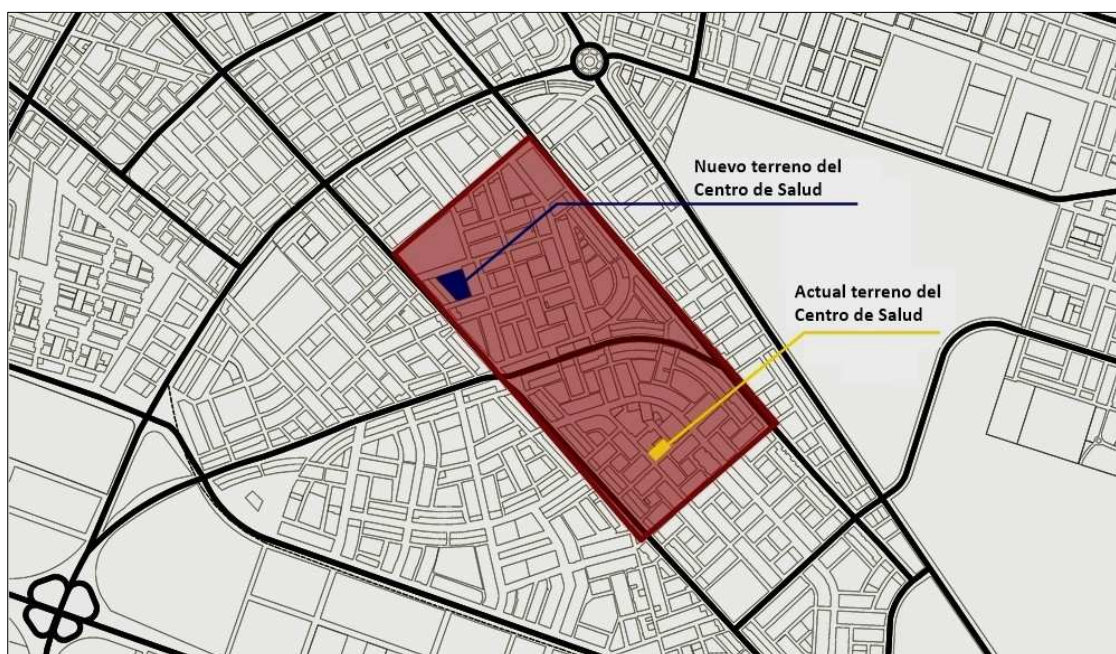 Nuevo terreno del
Centro de Salud
Actual terreno del
Centro de Salud